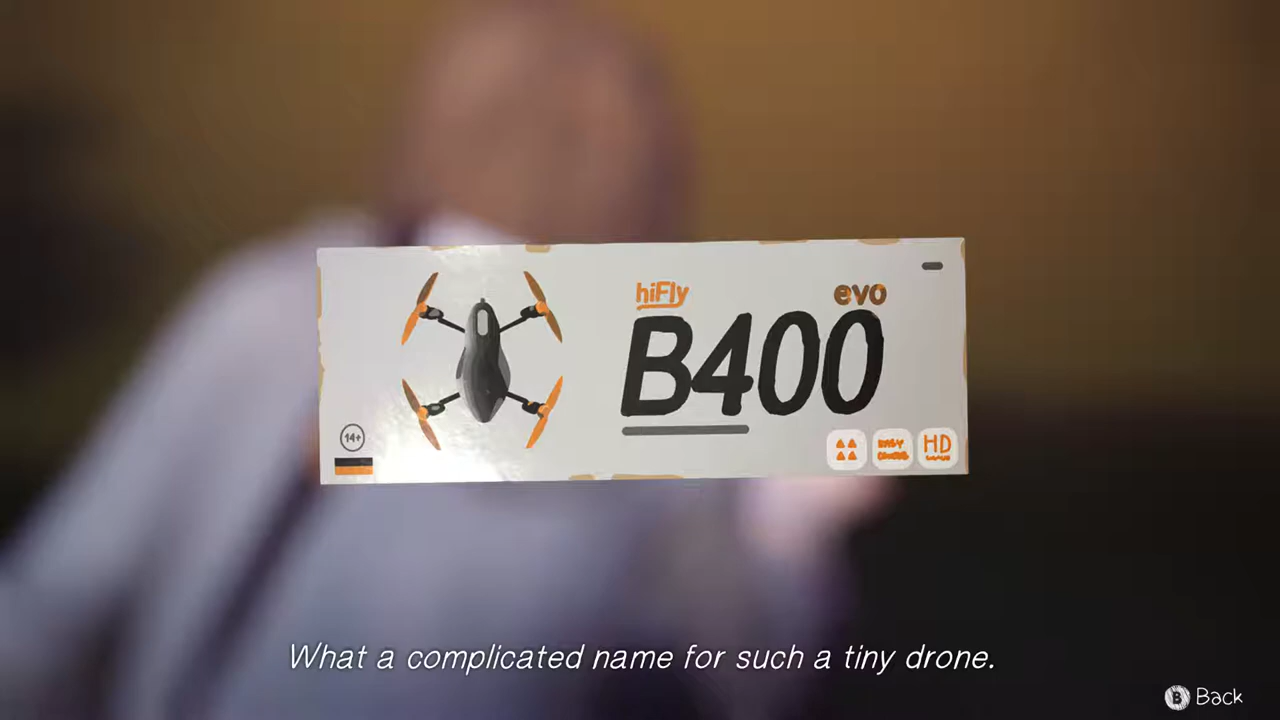 hiFly
evo
B400
14+
HD
What a complicated name for such a tiny drone.
B Back